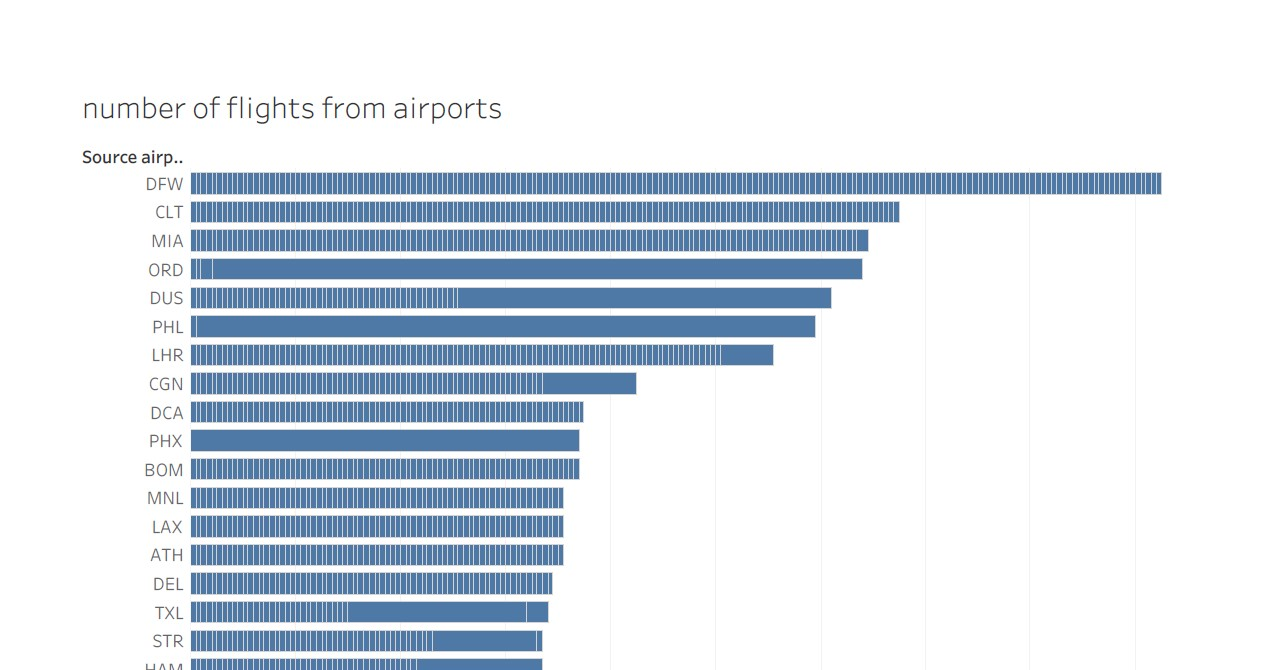 number of flights from airports
Source airp..
DFW
CLT
MIA
ORD
DUS
PHL
LHR
CGN
DCA
PHX
BOM
MNL
LAX
ATH
DEL
TXL
STR
HAM